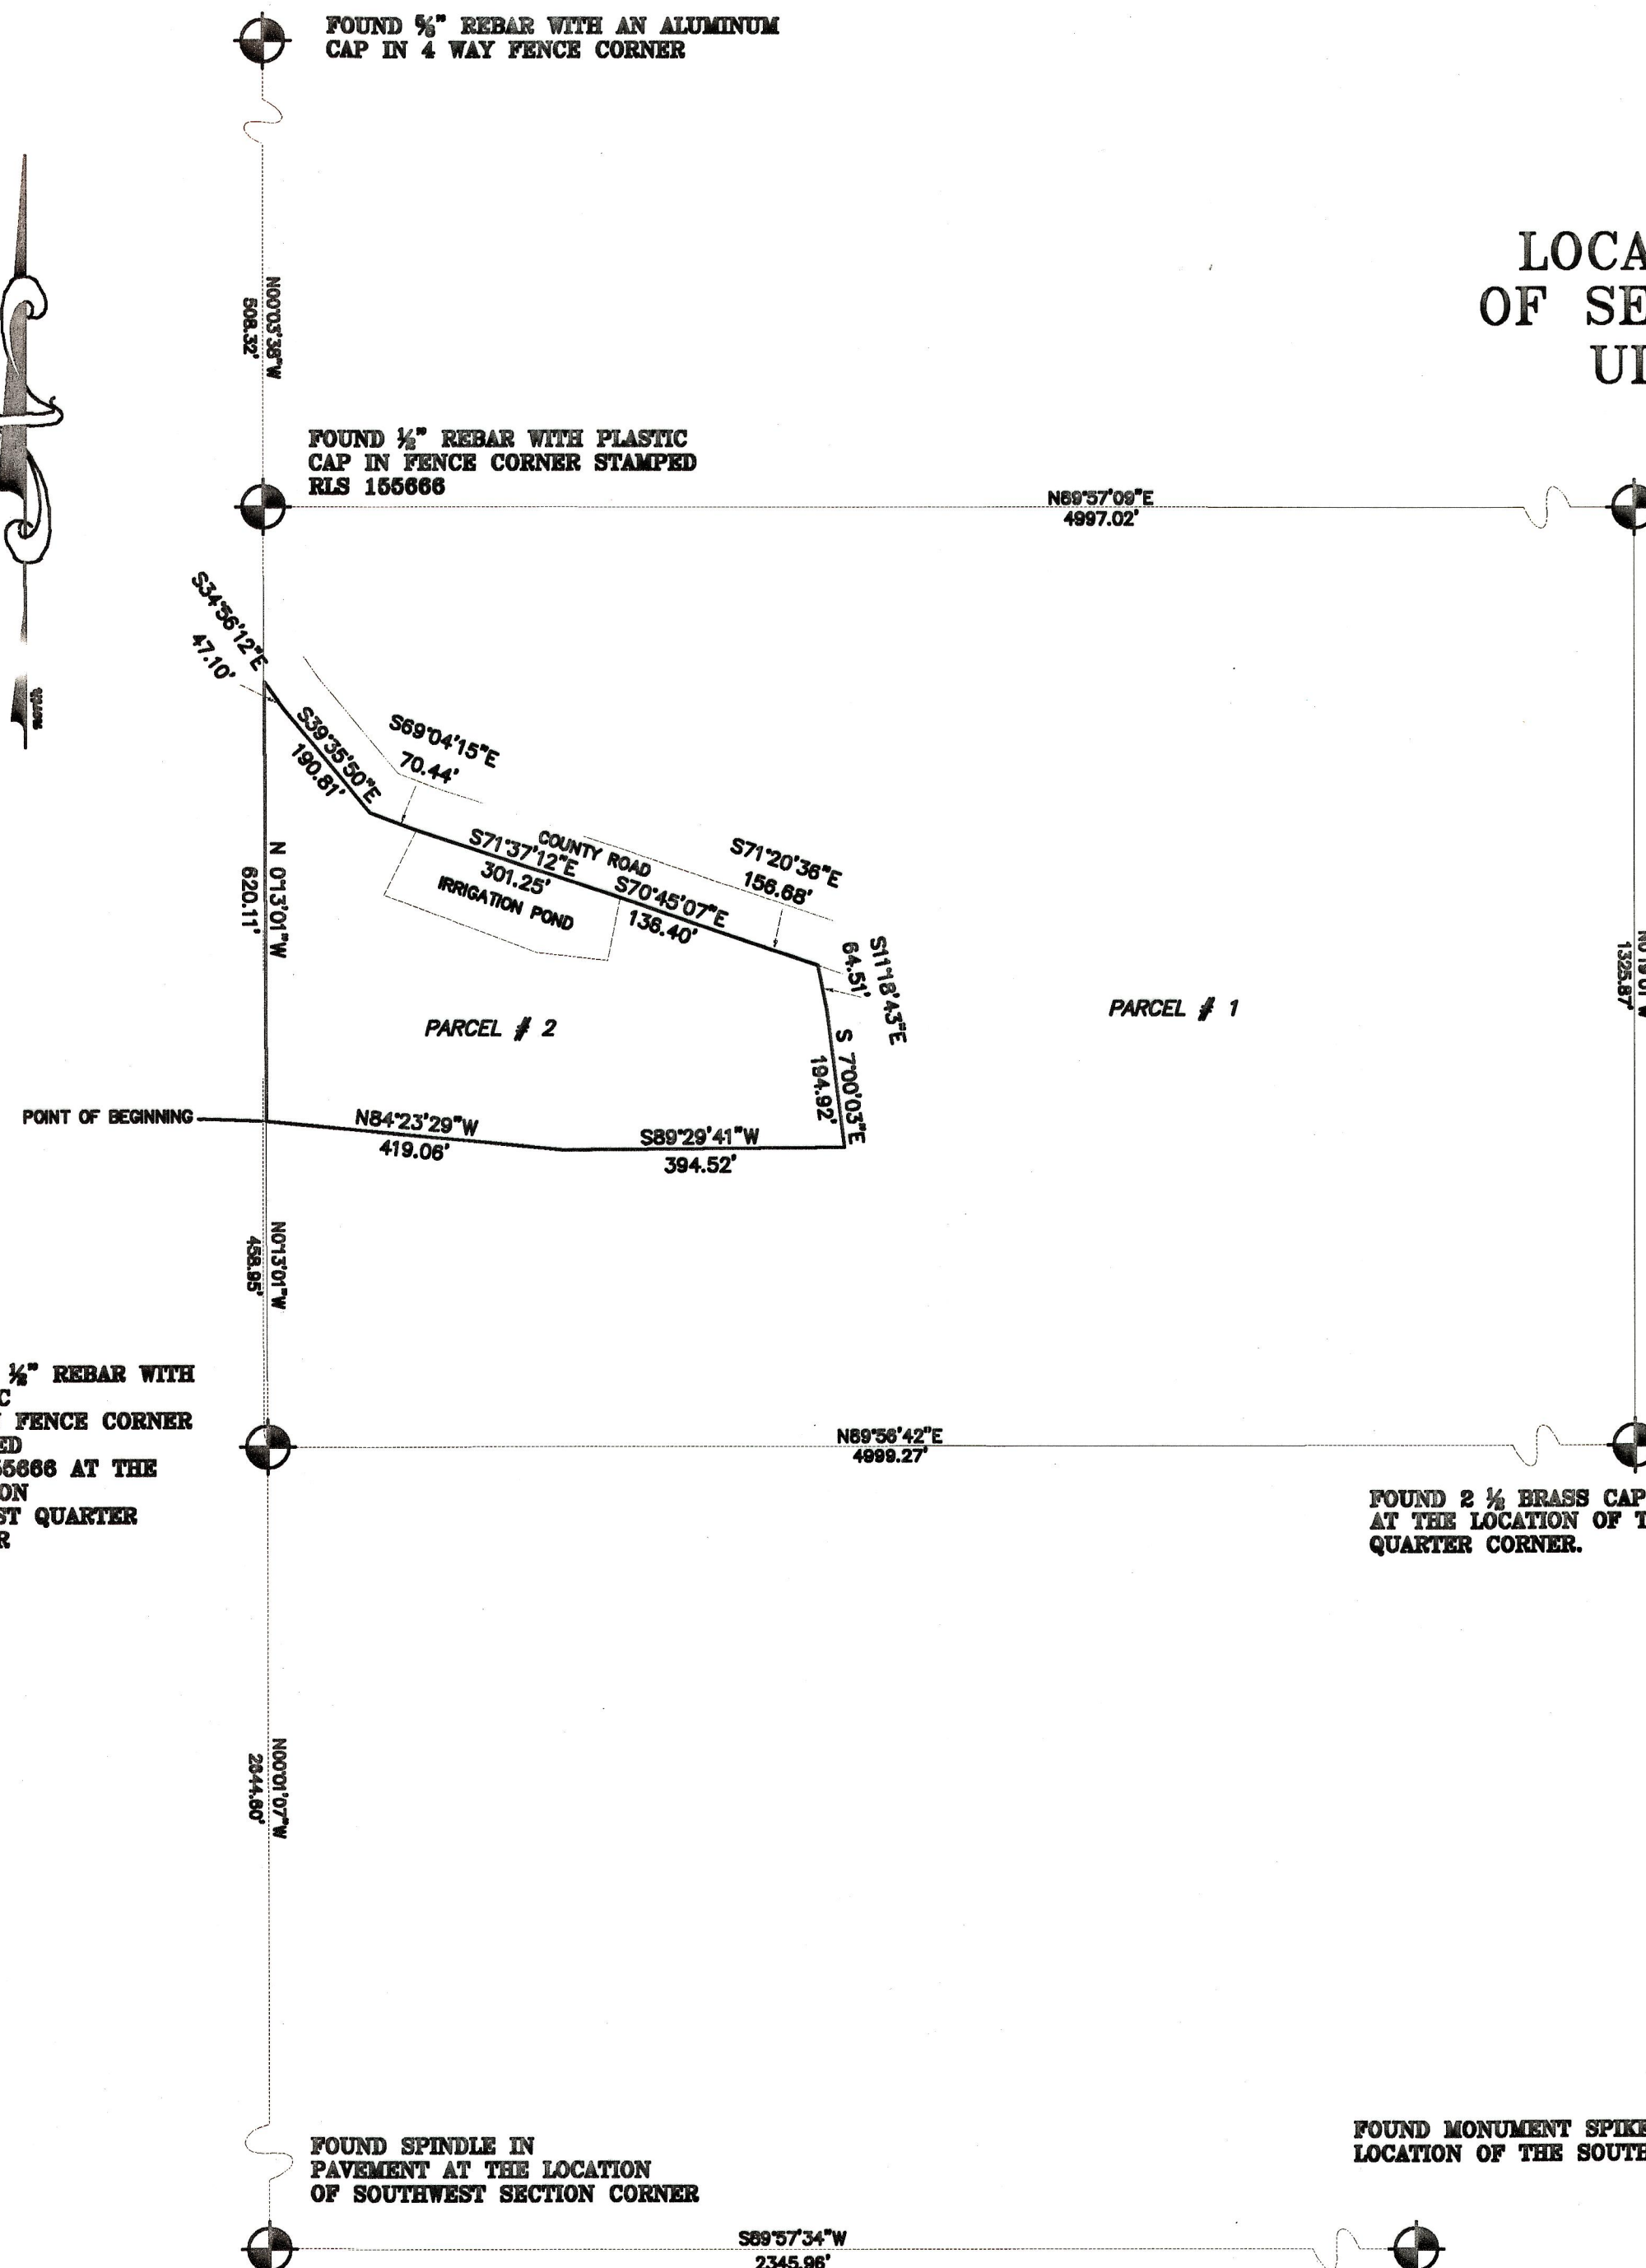 FOUND ⅝" REBAR WITH AN ALUMINUM
CAP IN 4 WAY FENCE CORNER
LOCA
OF SE
UI
N00°03'38"W
508.32'
FOUND ½" REBAR WITH PLASTIC
CAP IN FENCE CORNER STAMPED
RLS 155666
N89°57'09"E
4997.02'
S34°56'12"E
47.10'
S39°35'50"E
190.81'
S69°04'15"E
70.44'
N 0°13'01"W
620.11'
S71°37'12"E
301.25'
COUNTY ROAD
IRRIGATION POND
S70°45'07"E
136.40'
S71°20'36"E
156.68'
S11°18'43"E
64.51'
S 7°00'03"E
194.92'
1325.87'
PARCEL # 1
PARCEL # 2
POINT OF BEGINNING
N84°23'29"W
419.06'
S89°29'41"W
394.52'
N0°13'01"W
458.95'
½" REBAR WITH
C
FENCE CORNER
ED
55666 AT THE
ON
ST QUARTER
R
N89°56'42"E
4999.27'
FOUND 2 ½ BRASS CAP
AT THE LOCATION OF T
QUARTER CORNER.
N00°01'07"W
2644.60'
FOUND SPINDLE IN
PAVEMENT AT THE LOCATION
OF SOUTHWEST SECTION CORNER
FOUND MONUMENT SPIKE
LOCATION OF THE SOUTH
S89°57'34"W
2345.96'